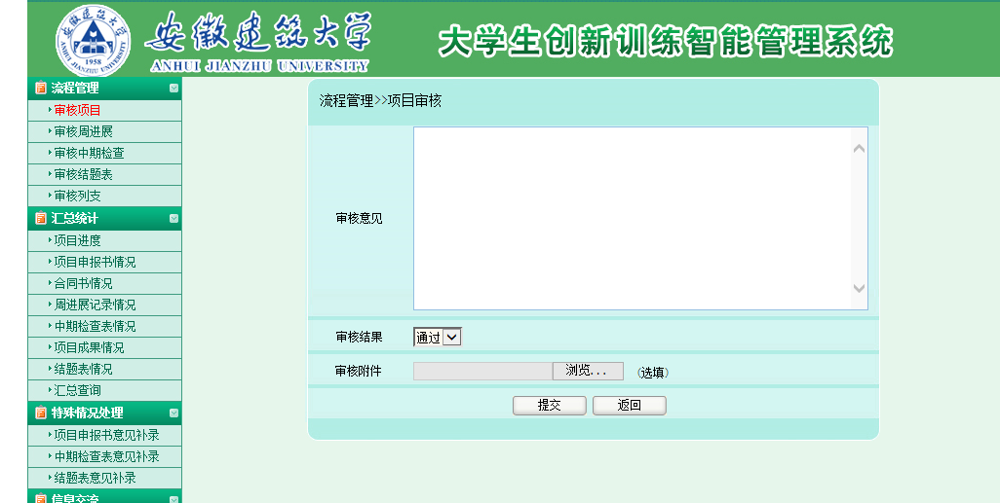 安徽建筑大学
ANHUI JIANZHU UNIVERSITY
安徽建筑大学
ANHUI JIANZHU UNIVERSITY
1958
大学生创新训练智能管理系统
流程管理
审核项目
审核周进展
审核中期检查
审核结题表
审核列支
汇总统计
项目进度
项目申报书情况
合同书情况
周进展记录情况
中期检查表情况
项目成果情况
结题表情况
汇总查询
特殊情况处理
项目申报书意见补录
中期检查表意见补录
结题表意见补录
信息交流
流程管理>>项目审核
审核意见
审核结果 通过
审核附件 浏览... (选填)
提交 返回